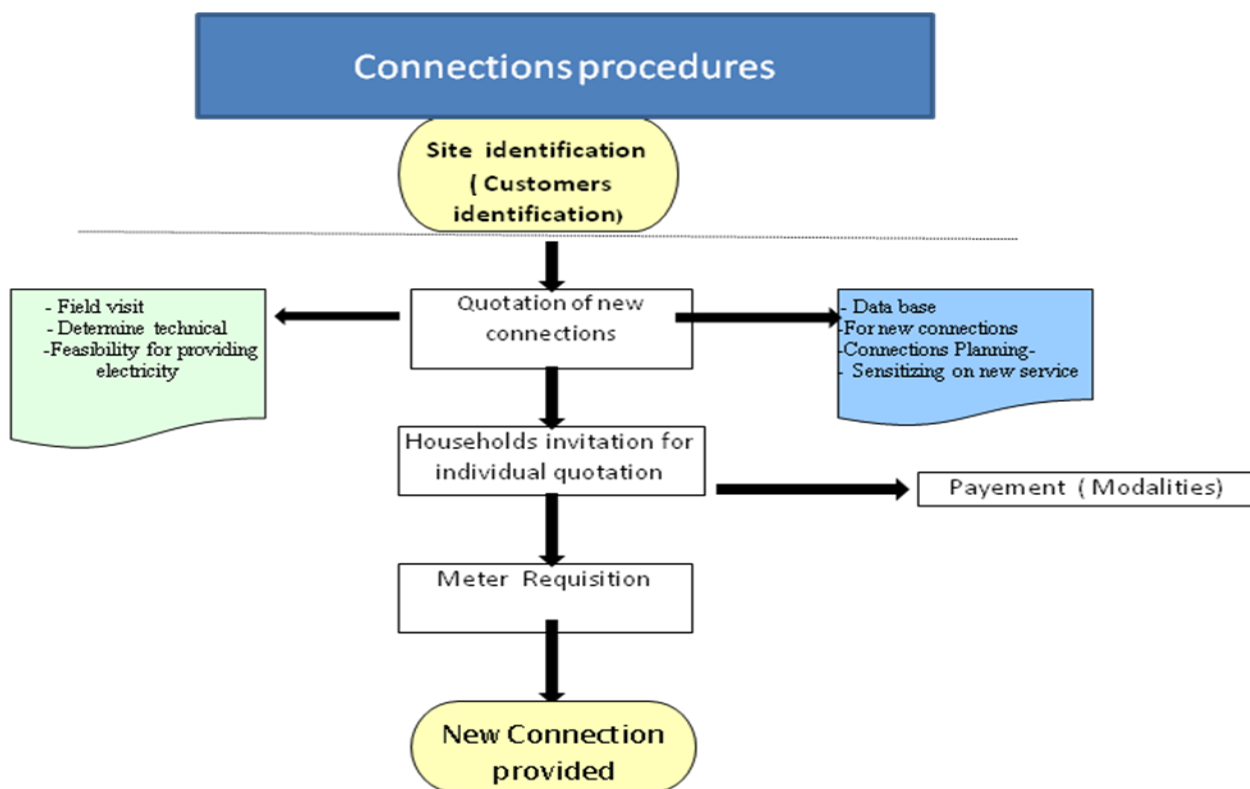 Connections procedures
Site identification
( Customers
identification)
Quotation of new
connections
- Field visit
- Determine technical
-Feasibility for providing
electricity
- Data base
-For new connections
-Connections Planning-
- Sensitizing on new service
Households invitation for
individual quotation
Payement ( Modalities)
Meter Requisition
New Connection
provided